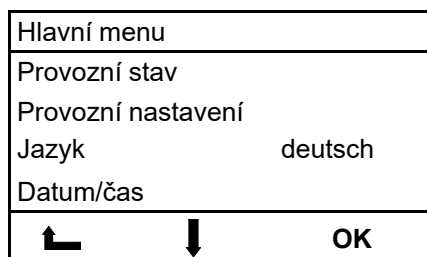 Hlavní menu
Provozní stav
Provozní nastavení
Jazyk deutsch
Datum/čas
OK